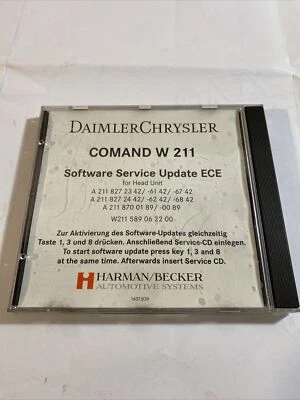 DAIMLERCHRYSLER
COMAND W 211
Software Service Update ECE
for Head Unit
A 211 827 23 42/ -61 42/ -67 42
A 211 827 24 42/ -62 42/ -68 42
A 211 870 01 89/ -00 89
W211 589 06 22 00
Zur Aktivierung des Software-Updates gleichzeitig
Taste 1, 3 und 8 drücken. Anschließend Service-CD einlegen.
To start software update press key 1, 3 and 8
at the same time. Afterwards insert Service CD.
HARMAN/BECKER
AUTOMOTIVE SYSTEMS
1607.839